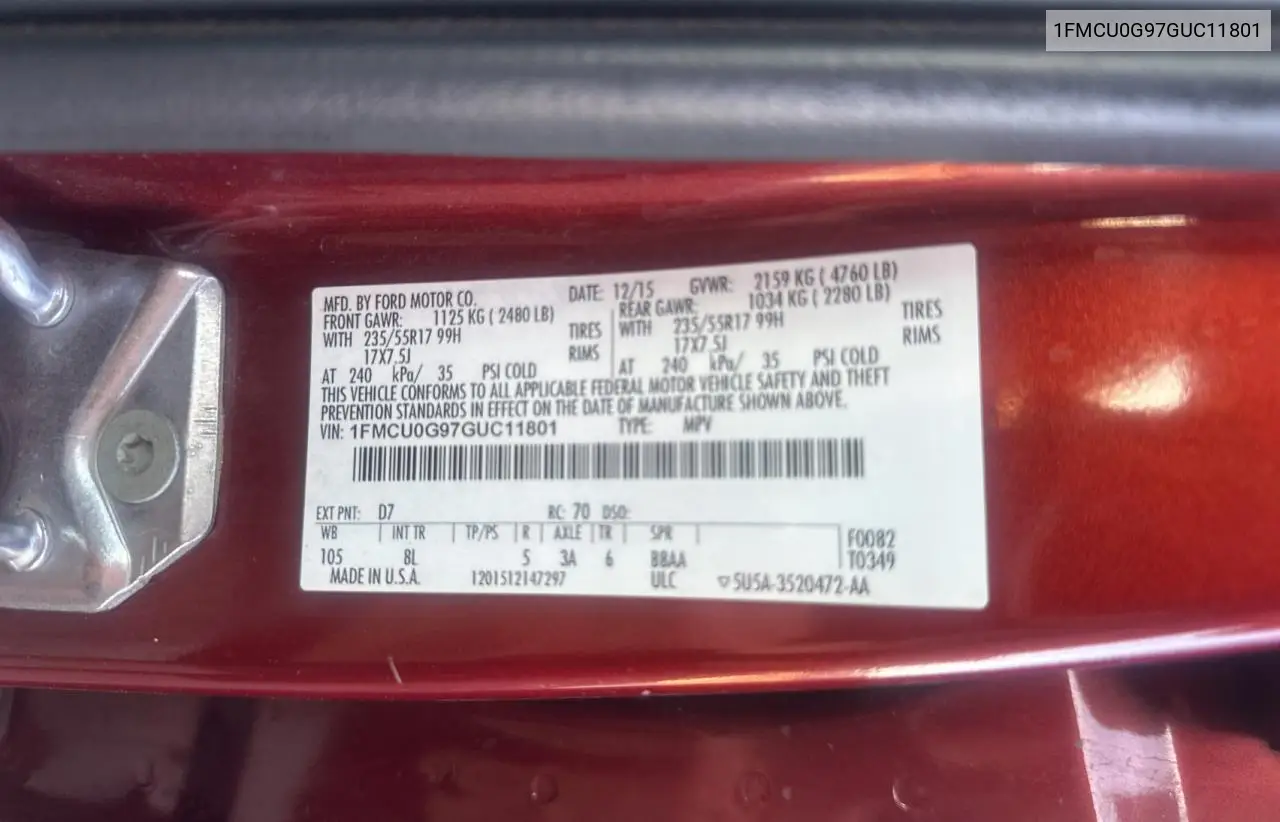 1FMCU0G97GUC11801
MFD. BY FORD MOTOR CO. DATE: 12/15 GVWR: 2159 KG ( 4760 LB)
FRONT GAWR: 1125 KG ( 2480 LB) REAR GAWR: 1034 KG ( 2280 LB)
WITH 235/55R17 99H TIRES WITH 235/55R17 99H TIRES
17X7.5J RIMS 17X7.5J RIMS
AT 240 kPa/ 35 PSI COLD AT 240 kPa/ 35 PSI COLD
THIS VEHICLE CONFORMS TO ALL APPLICABLE FEDERAL MOTOR VEHICLE SAFETY AND THEFT
PREVENTION STANDARDS IN EFFECT ON THE DATE OF MANUFACTURE SHOWN ABOVE.
VIN: 1FMCU0G97GUC11801 TYPE: MPV
EXT PNT: D7 RC: 70 DSO:
WB INT TR TP/PS R AXLE TR SPR F0082
105 8L 5 3A 6 BBAA T0349
MADE IN U.S.A. 1201512147297 ULC 5U5A-3520472-AA